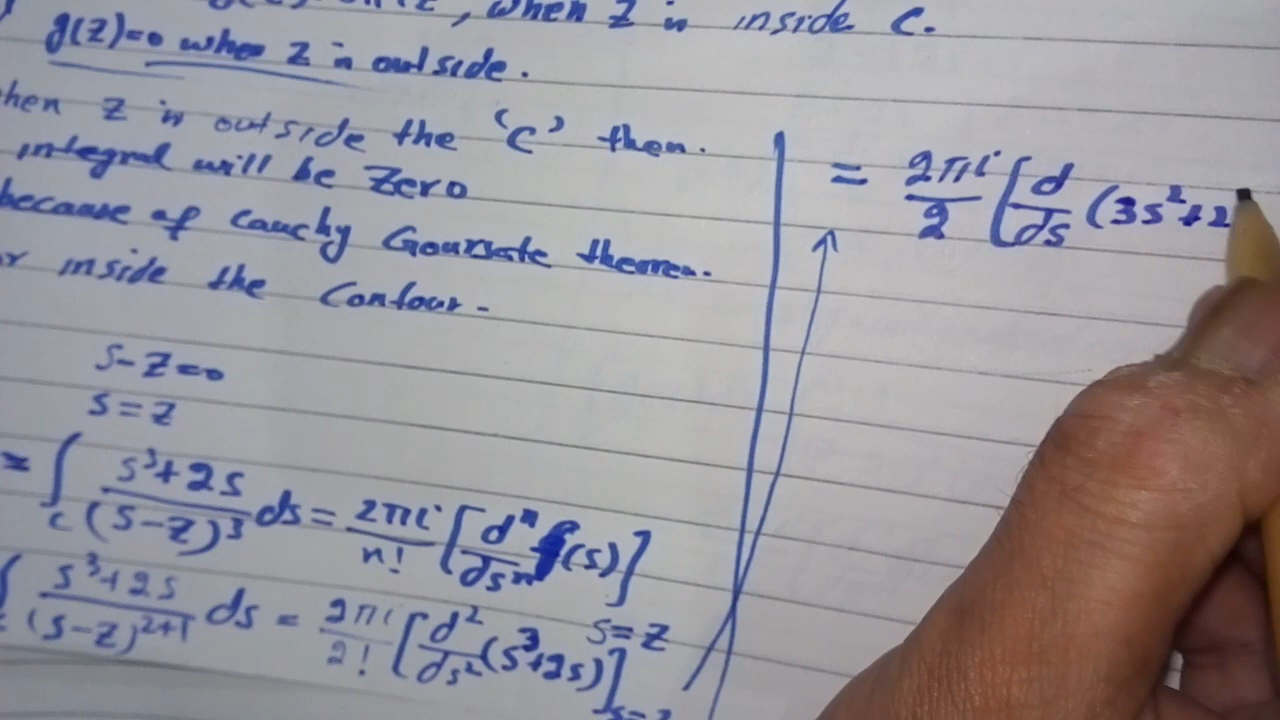 , when z is inside C.
g(z)=0 when z is outside.
hen z is outside the 'C' then.
integral will be Zero
because of Cauchy Goursate theorem.
r inside the Contour-
s-z=0
s=z
= ∫c (s³+2s)/(s-z)³ ds = 2πi/n! [dⁿ/dsⁿ f(s)] s=z
∫c (s³+2s)/(s-z)²⁺¹ ds = 2πi/2! [d²/ds² (s³+2s)] s=z
= 2πi/2 [d/ds (3s²+2